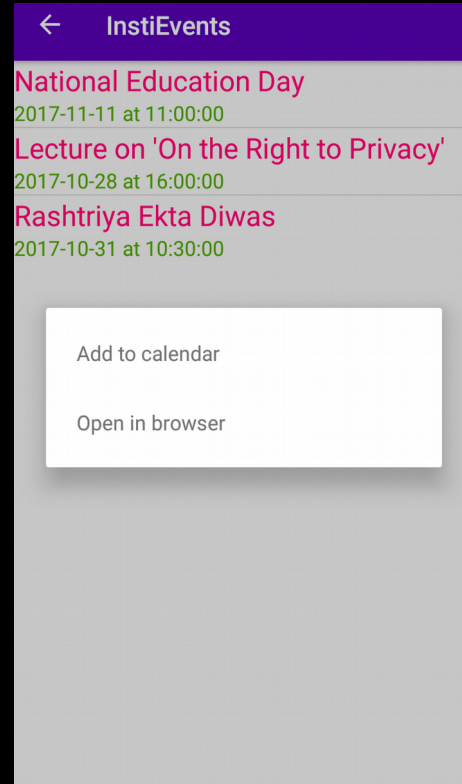 InstiEvents
National Education Day
2017-11-11 at 11:00:00
Lecture on 'On the Right to Privacy'
2017-10-28 at 16:00:00
Rashtriya Ekta Diwas
2017-10-31 at 10:30:00
Add to calendar
Open in browser